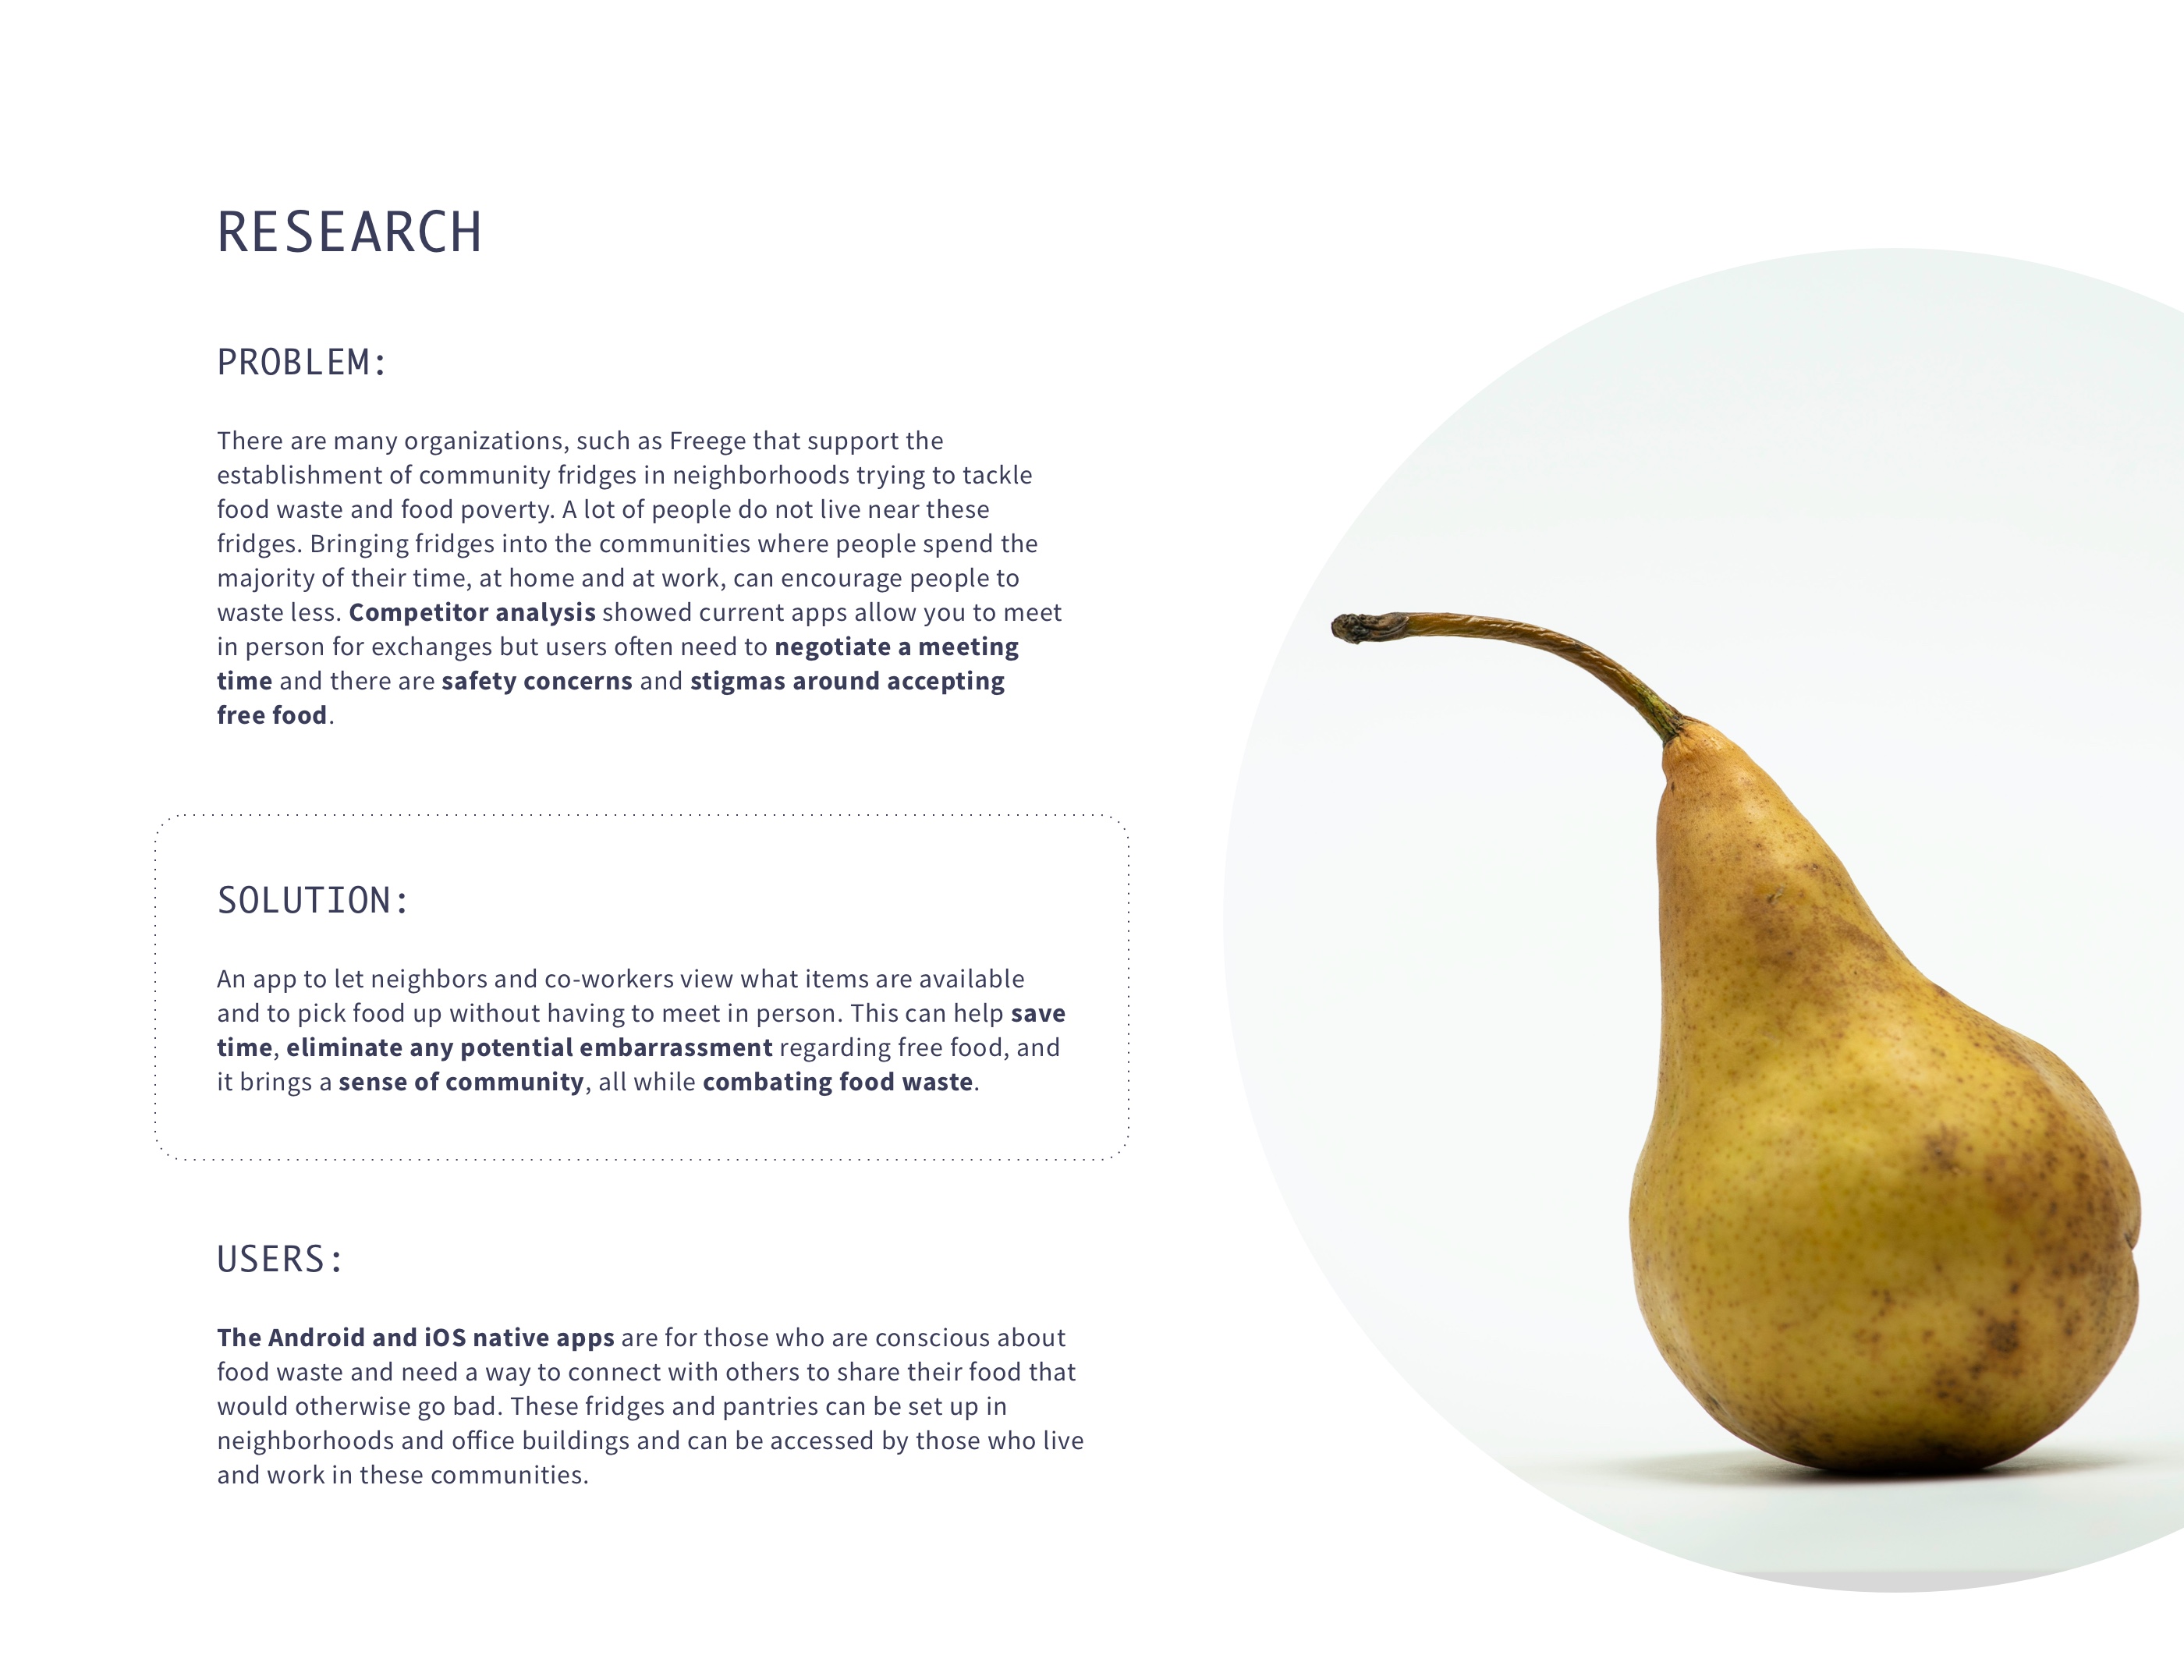 RESEARCH
PROBLEM:
There are many organizations, such as Freege that support the
establishment of community fridges in neighborhoods trying to tackle
food waste and food poverty. A lot of people do not live near these
fridges. Bringing fridges into the communities where people spend the
majority of their time, at home and at work, can encourage people to
waste less. Competitor analysis showed current apps allow you to meet
in person for exchanges but users often need to negotiate a meeting
time and there are safety concerns and stigmas around accepting
free food.
SOLUTION:
An app to let neighbors and co-workers view what items are available
and to pick food up without having to meet in person. This can help save
time, eliminate any potential embarrassment regarding free food, and
it brings a sense of community, all while combating food waste.
USERS:
The Android and iOS native apps are for those who are conscious about
food waste and need a way to connect with others to share their food that
would otherwise go bad. These fridges and pantries can be set up in
neighborhoods and office buildings and can be accessed by those who live
and work in these communities.